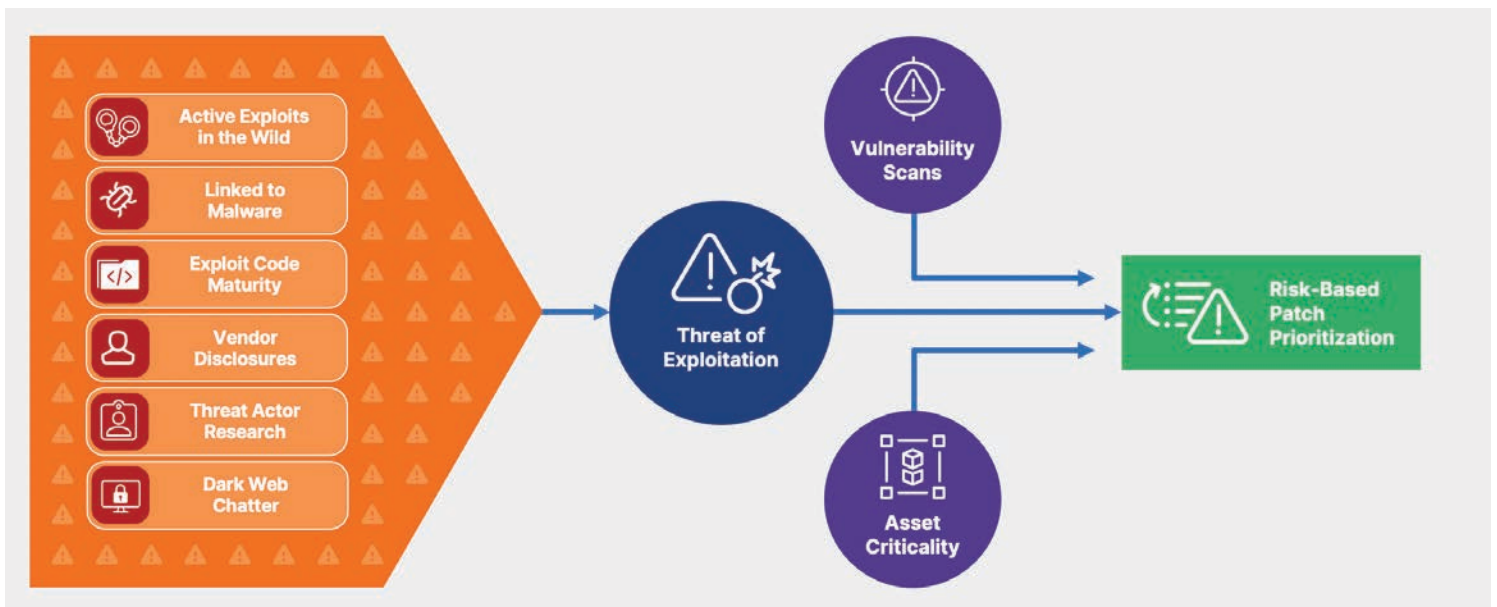 Active Exploits
in the Wild
Linked to
Malware
</>
Exploit Code
Maturity
Vendor
Disclosures
Threat Actor
Research
Dark Web
Chatter
Threat of
Exploitation
Vulnerability
Scans
Asset
Criticality
Risk-Based
Patch
Prioritization